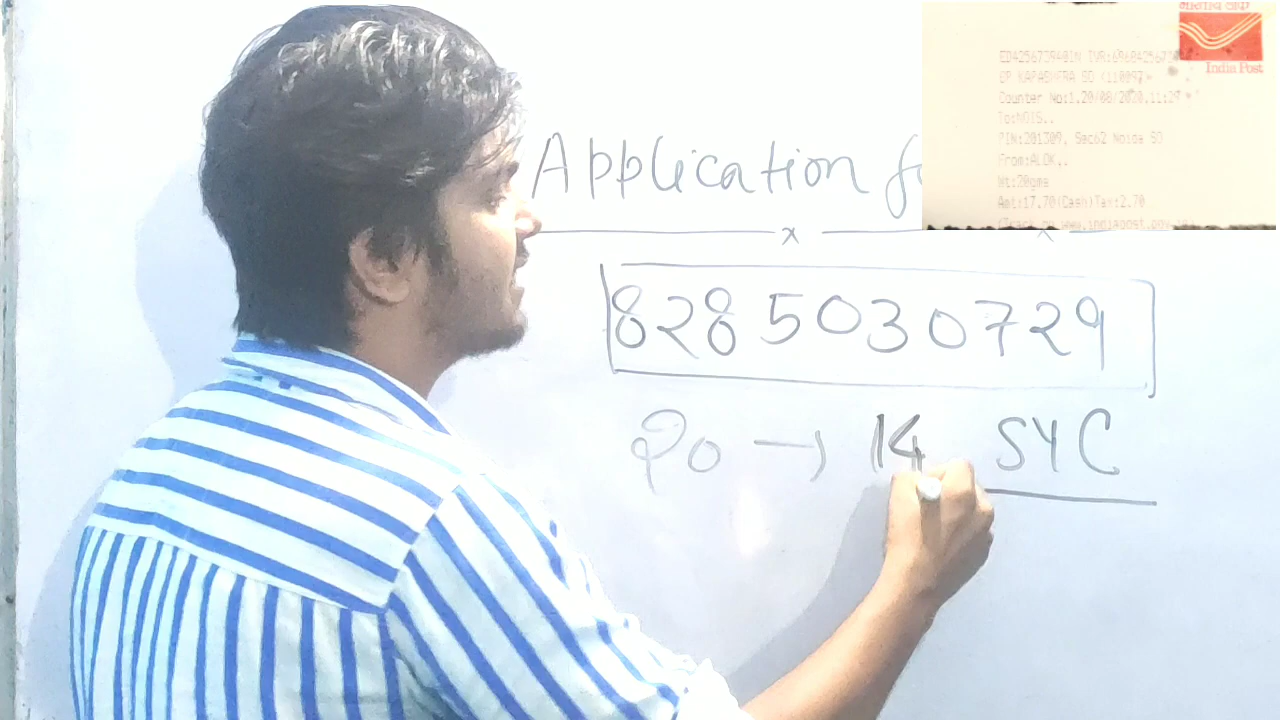 Application
8285030729
20 → 14 SYC
India Post
Counter No:1,20/08/2020,11:29
PIN:201309, Sec62 Noida SO
From:ALOK,.
Wt:20gms
Amt:17.70(Cash)Tax:2.70